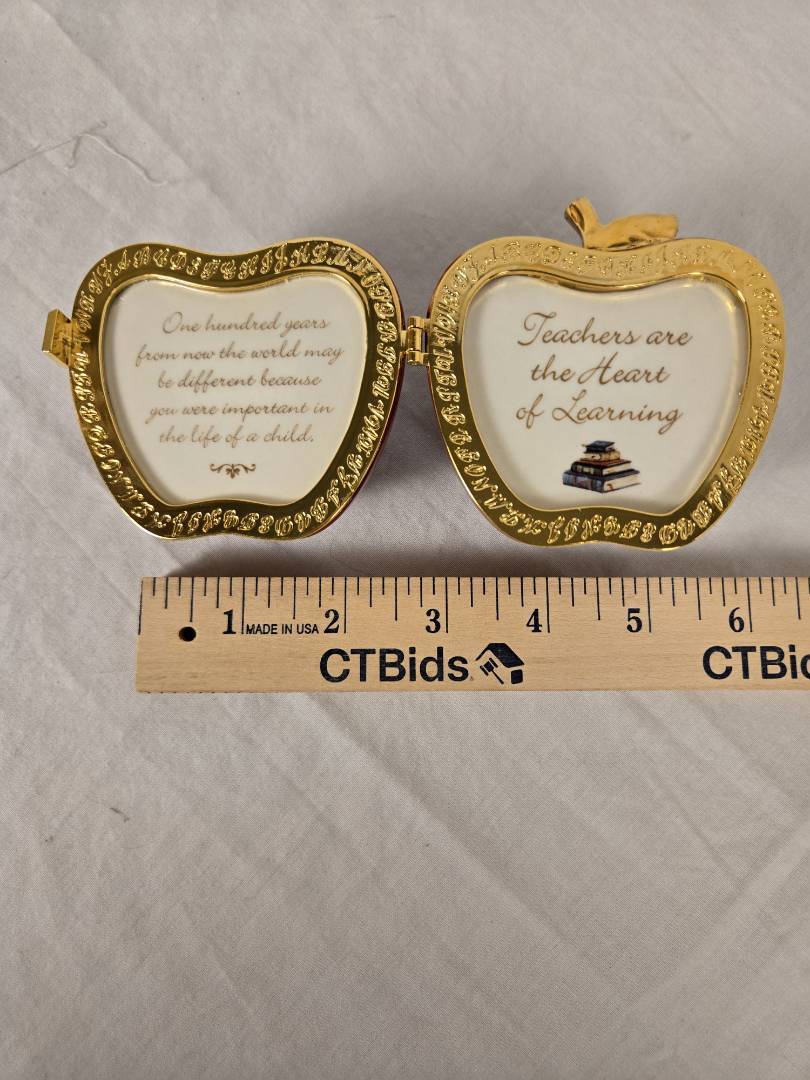 One hundred years
from now the world may
be different because
you were important in
the life of a child.
Teachers are
the Heart
of Learning
1 MADE IN USA 2 3 4 5 6
CTBids CTBid